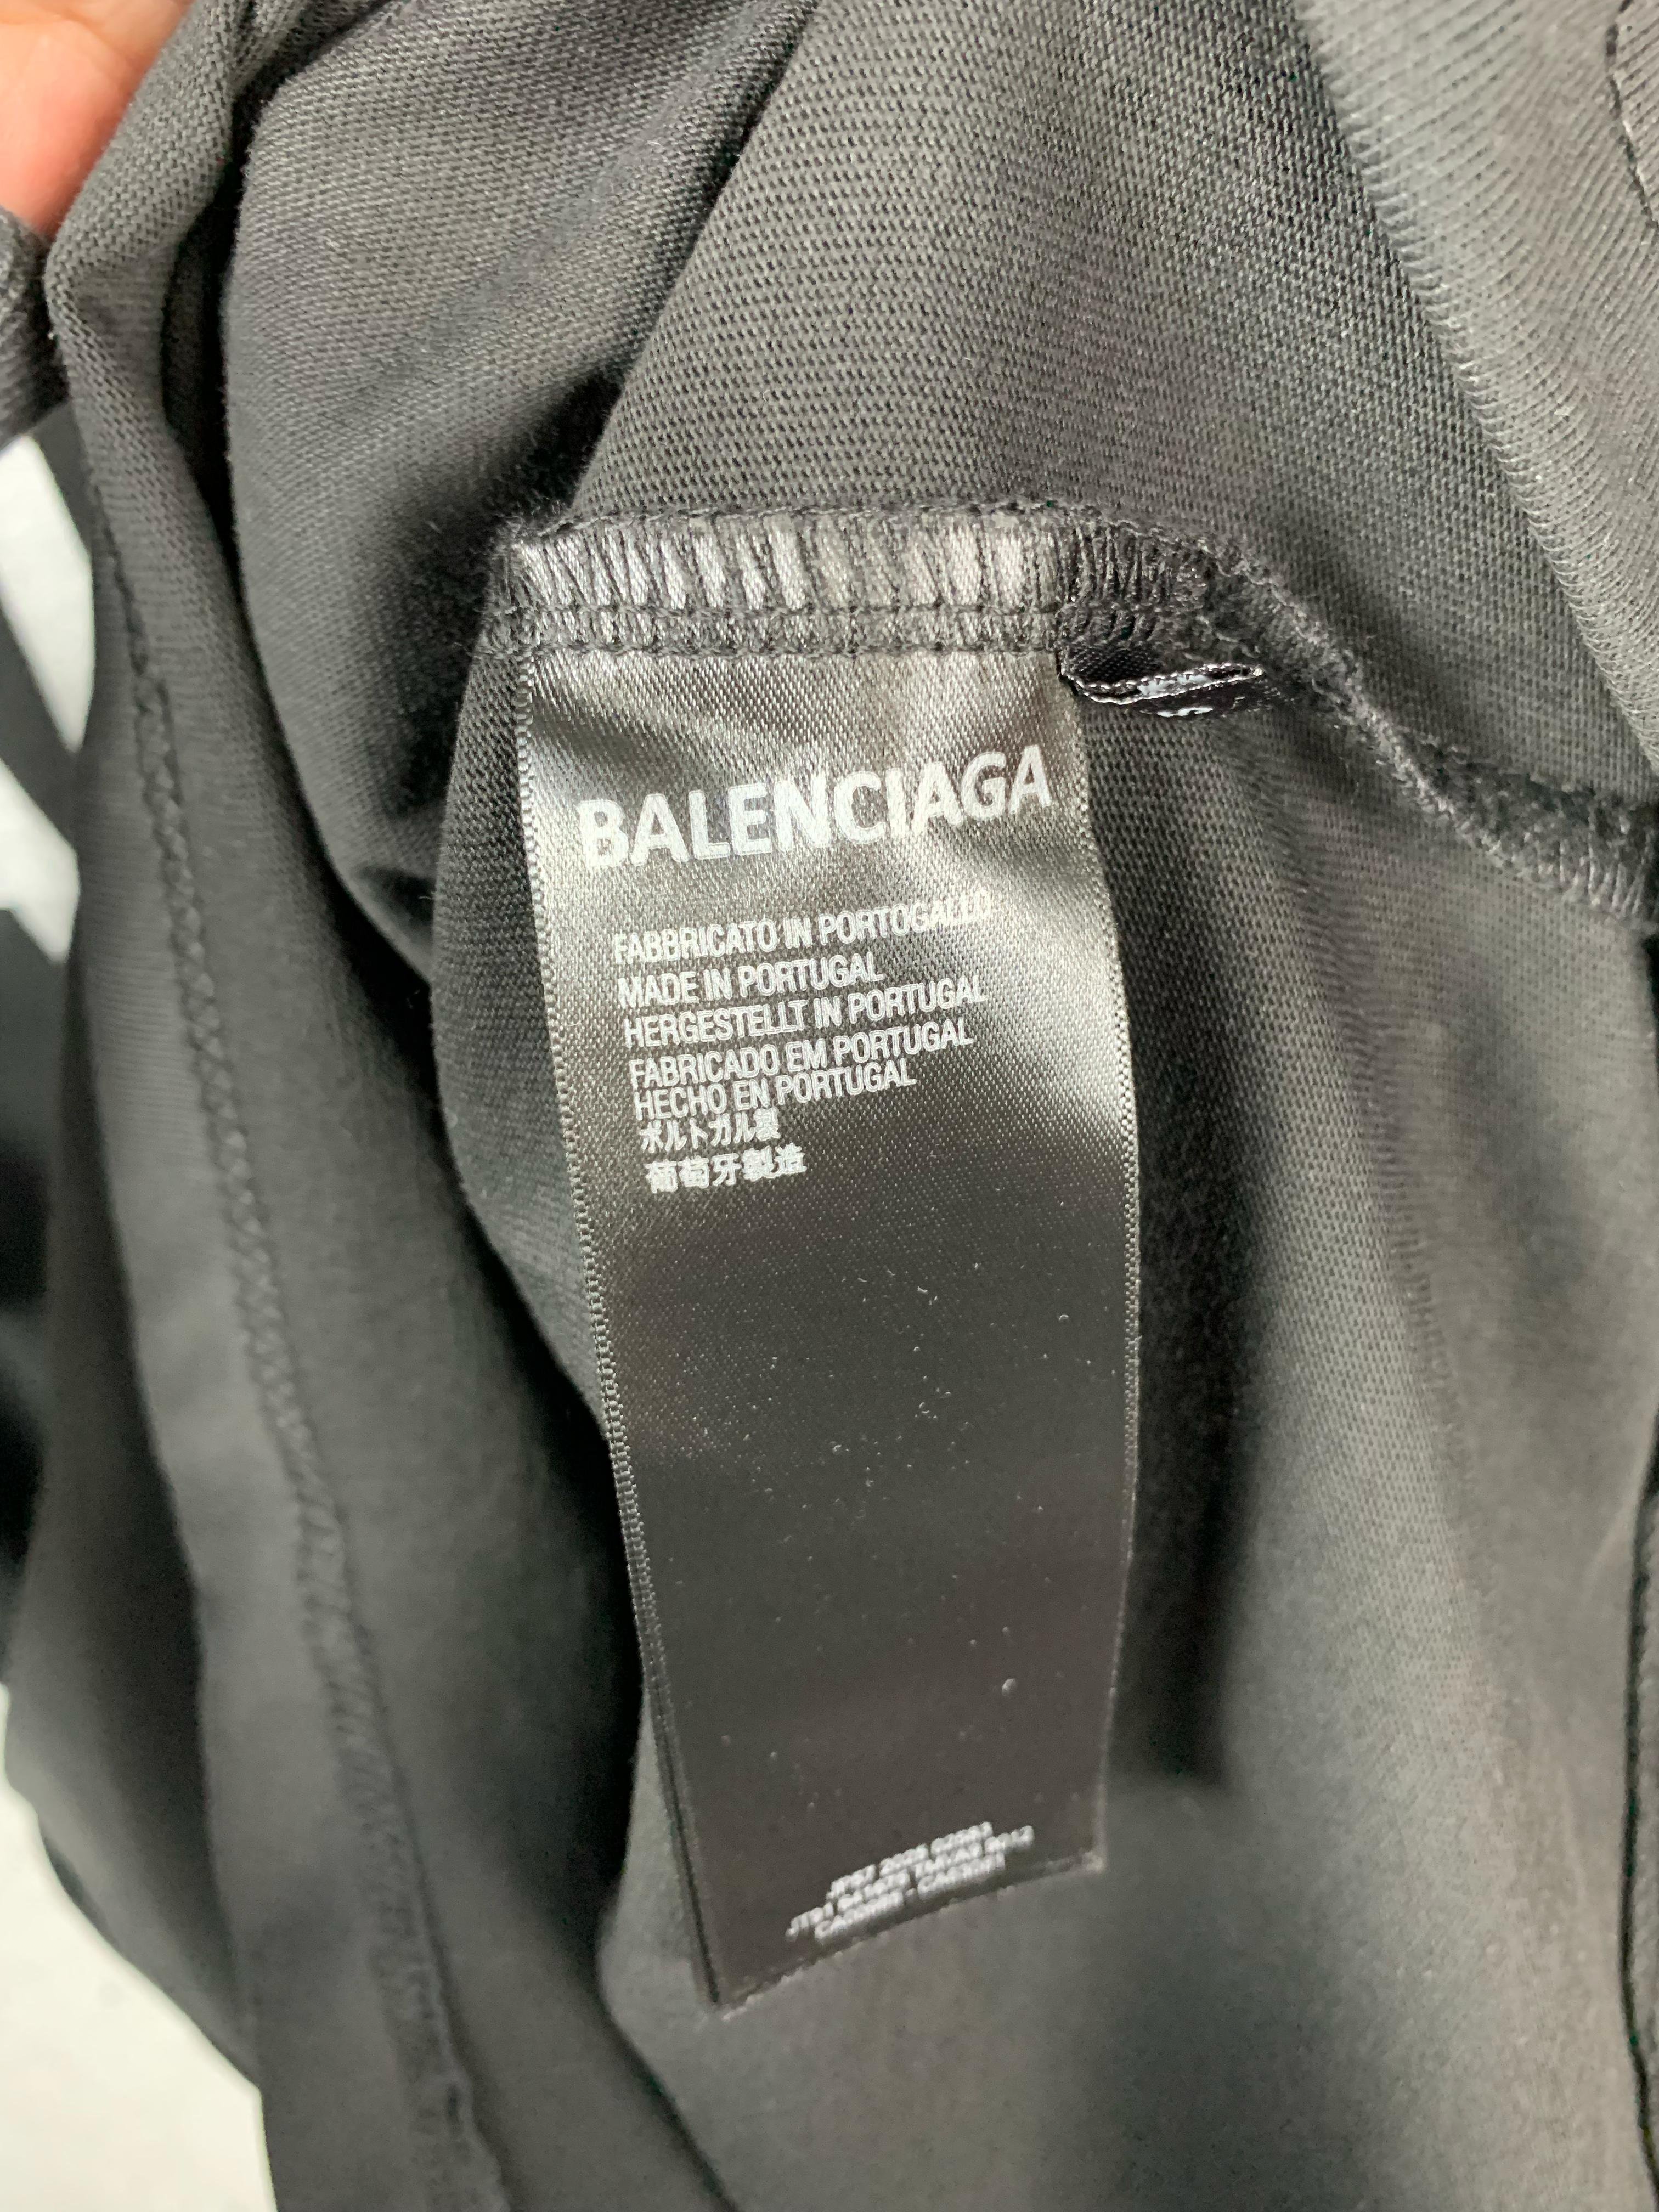 BALENCIAGA
FABBRICATO IN PORTOGALLO
MADE IN PORTUGAL
HERGESTELLT IN PORTUGAL
FABRICADO EM PORTUGAL
HECHO EN PORTUGAL
ポルトガル製
葡萄牙製造